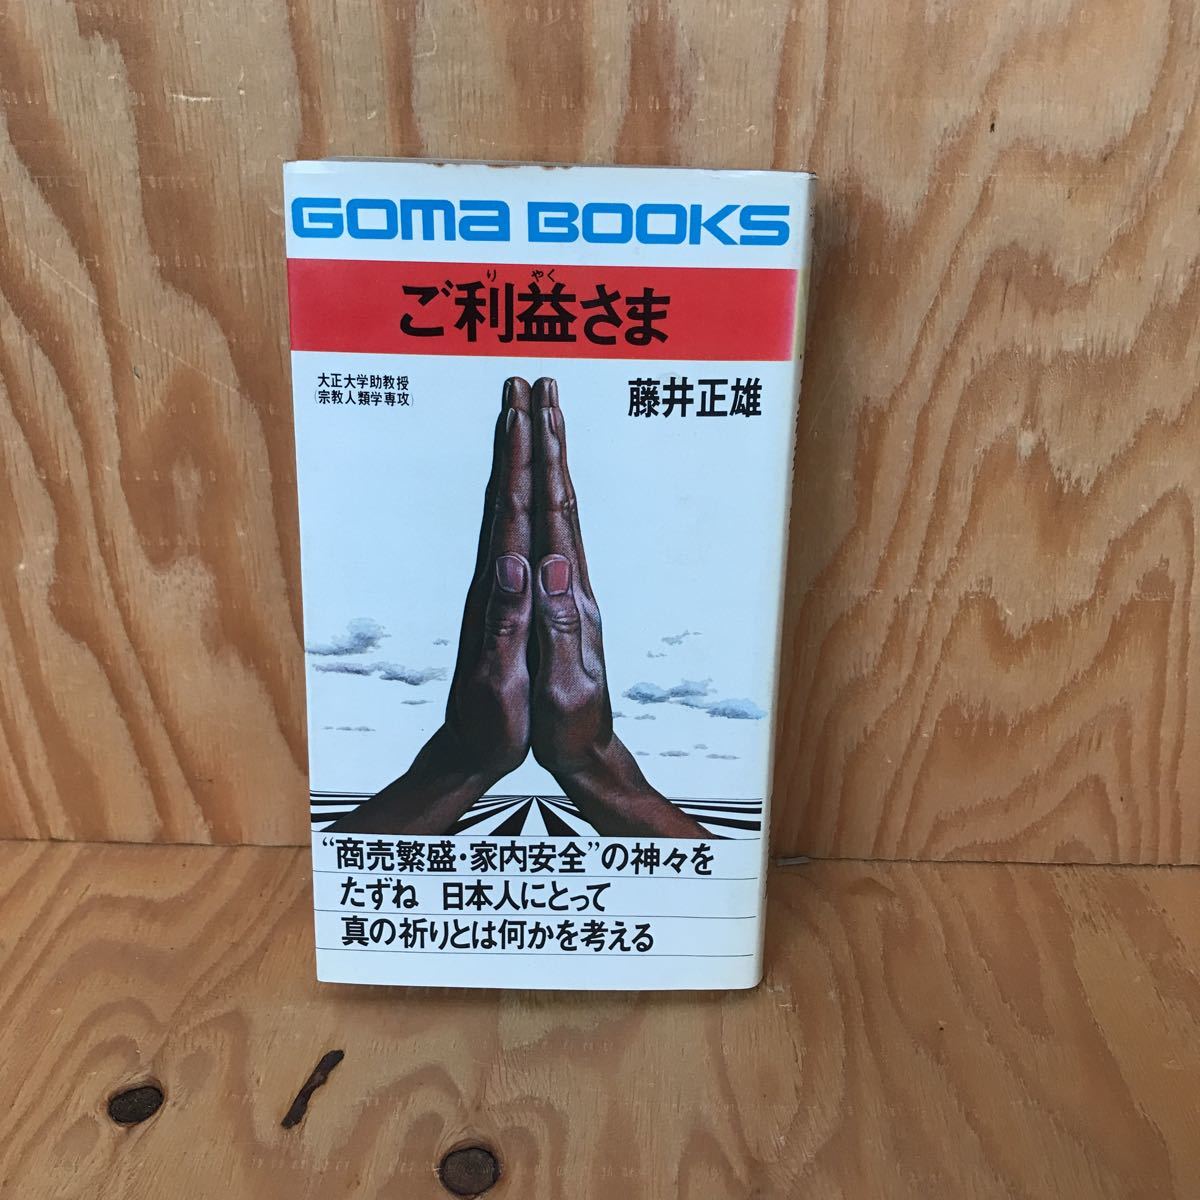 GOMA BOOKS
りやく
ご利益さま
大正大学助教授
(宗教人類学専攻)
藤井正雄
“商売繁盛・家内安全”の神々を
たずね 日本人にとって
真の祈りとは何かを考える